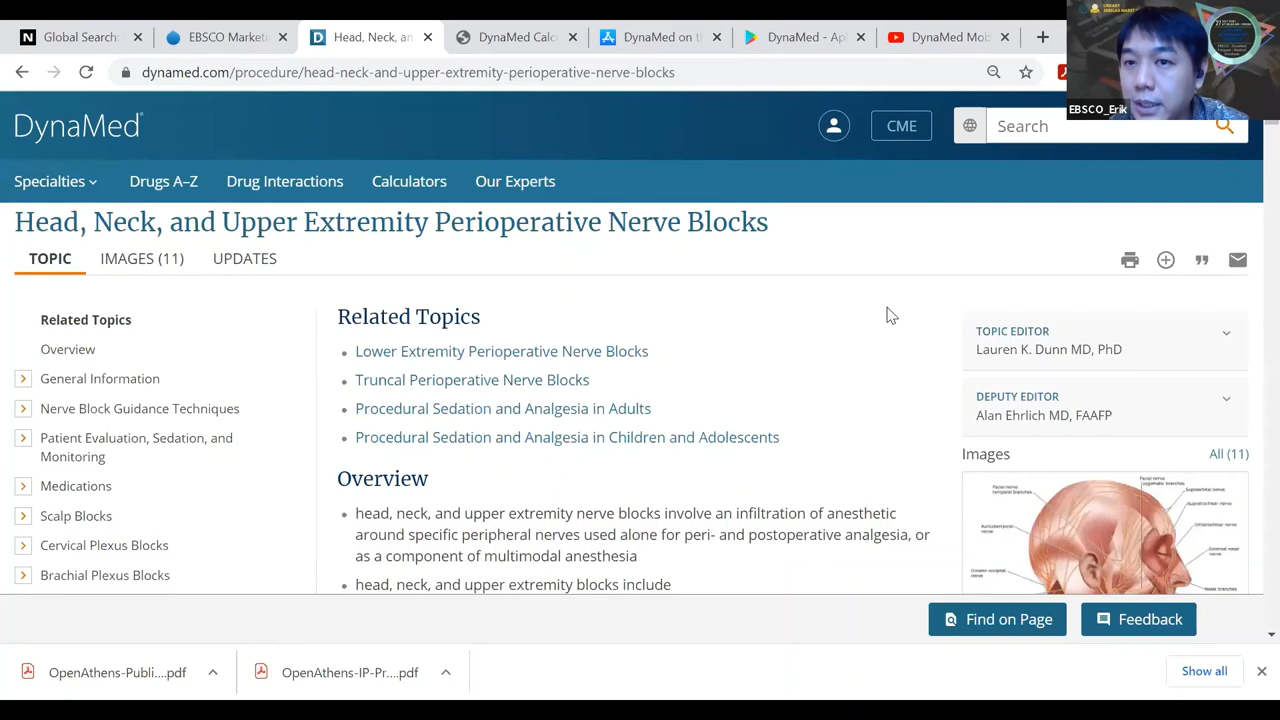 Global Search:
EBSCO Marketi
Head, Neck, an
DynaMed Calc
DynaMed on th
DynaMed - Apl
DynaMed Mob
dynamed.com/procedure/head-neck-and-upper-extremity-perioperative-nerve-blocks
EBSCO_Erik
DynaMed
CME
Search
Specialties
Drugs A–Z
Drug Interactions
Calculators
Our Experts
Head, Neck, and Upper Extremity Perioperative Nerve Blocks
TOPIC
IMAGES (11)
UPDATES
Related Topics
Overview
General Information
Nerve Block Guidance Techniques
Patient Evaluation, Sedation, and
Monitoring
Medications
Scalp Blocks
Cervical Plexus Blocks
Brachial Plexus Blocks
Related Topics
Lower Extremity Perioperative Nerve Blocks
Truncal Perioperative Nerve Blocks
Procedural Sedation and Analgesia in Adults
Procedural Sedation and Analgesia in Children and Adolescents
Overview
head, neck, and upper extremity nerve blocks involve an infiltration of anesthetic
around specific peripheral nerves used alone for peri- and postoperative analgesia, or
as a component of multimodal anesthesia
head, neck, and upper extremity blocks include
TOPIC EDITOR
Lauren K. Dunn MD, PhD
DEPUTY EDITOR
Alan Ehrlich MD, FAAFP
Images
All (11)
Find on Page
Feedback
OpenAthens-Publi....pdf
OpenAthens-IP-Pr....pdf
Show all